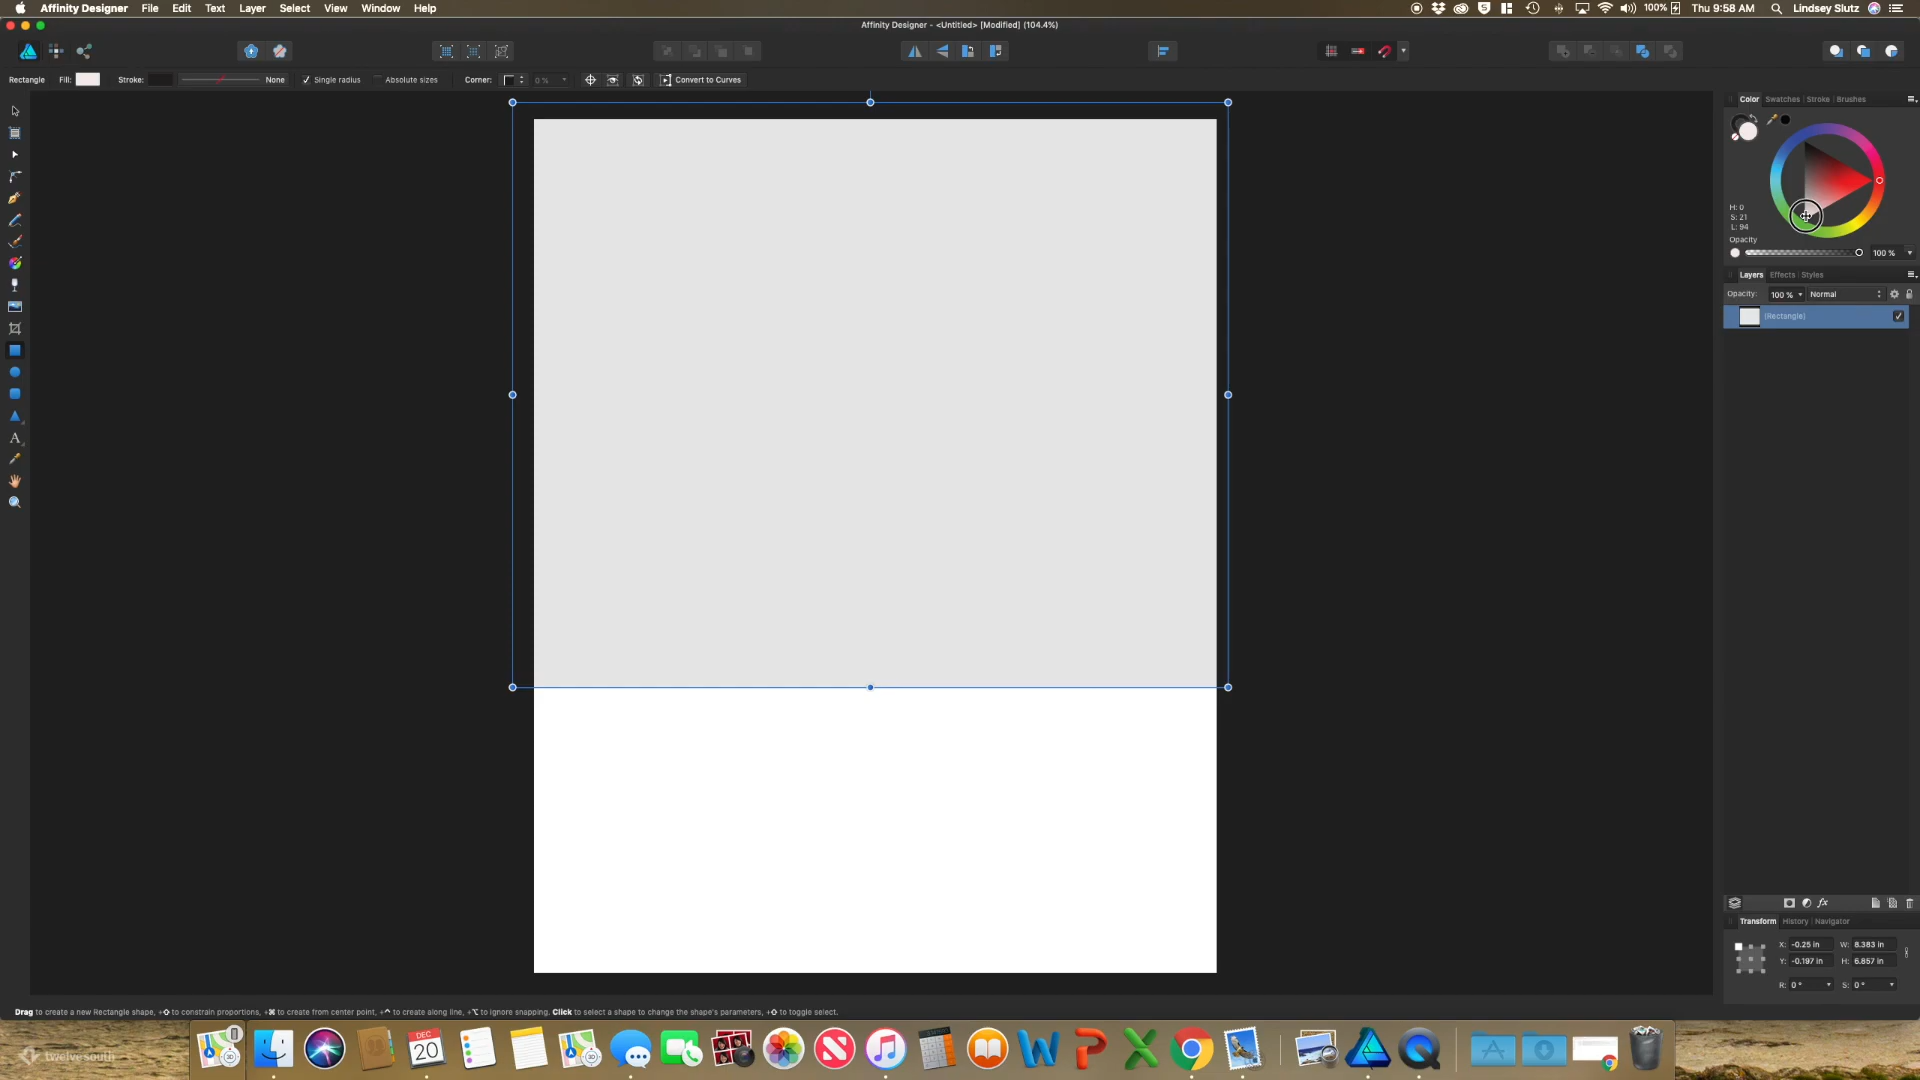 Affinity Designer File Edit Text Layer Select View Window Help 100% Thu 9:58 AM Lindsey Slutz
Affinity Designer - <Untitled> [Modified] (104.4%)
Rectangle Fill: Stroke: None Single radius Absolute sizes Corner: 0 % Convert to Curves
Color Swatches Stroke Brushes
H: 0
S: 21
L: 94
Opacity
100 %
Layers Effects Styles
Opacity: 100 % Normal
(Rectangle)
fx
Transform History Navigator
X: -0.25 in W: 8.383 in
Y: -0.197 in H: 6.857 in
R: 0 ° S: 0 °
Drag to create a new Rectangle shape, +⇧ to constrain proportions, +⌘ to create from center point, +^ to create along line, +⌥ to ignore snapping. Click to select a shape to change the shape's parameters, +⇧ to toggle select.
DEC
20
twelvesouth